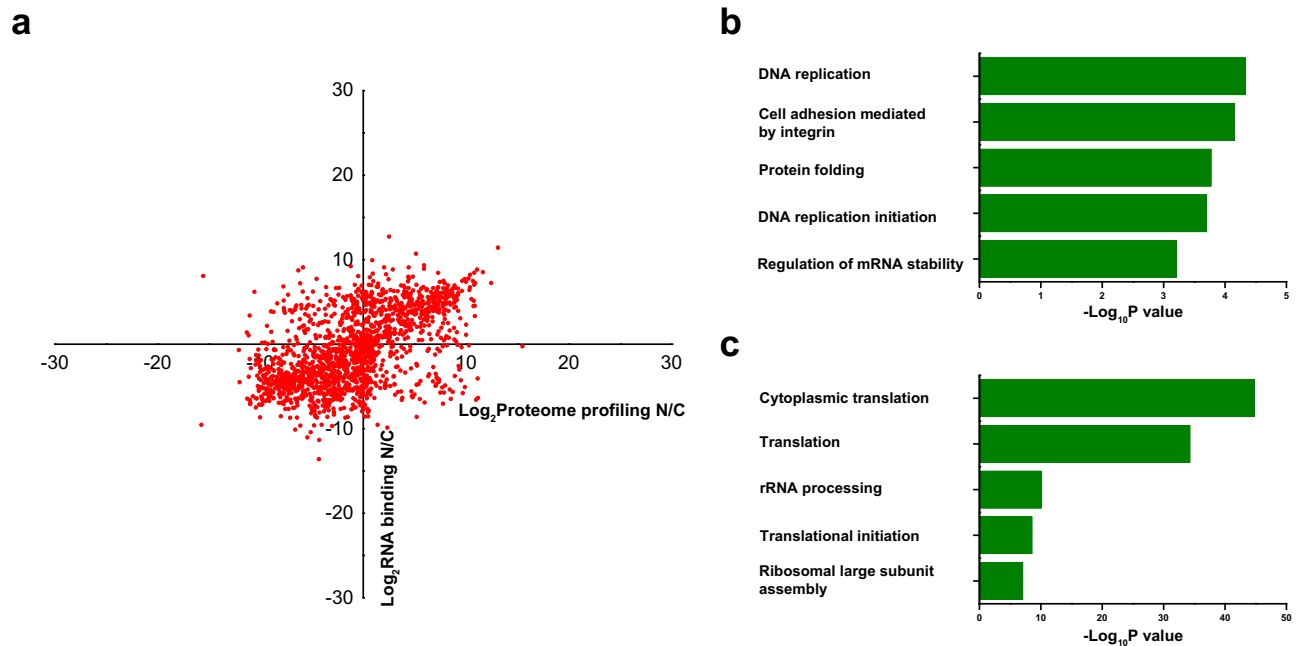 a
30
20
10
-30
-20
-10
10
20
30
Log2Proteome profiling N/C
-10
-20
-30
Log2RNA binding N/C
b
DNA replication
Cell adhesion mediated
by integrin
Protein folding
DNA replication initiation
Regulation of mRNA stability
0 1 2 3 4 5
-Log10P value
c
Cytoplasmic translation
Translation
rRNA processing
Translational initiation
Ribosomal large subunit
assembly
0 10 20 30 40 50
-Log10P value